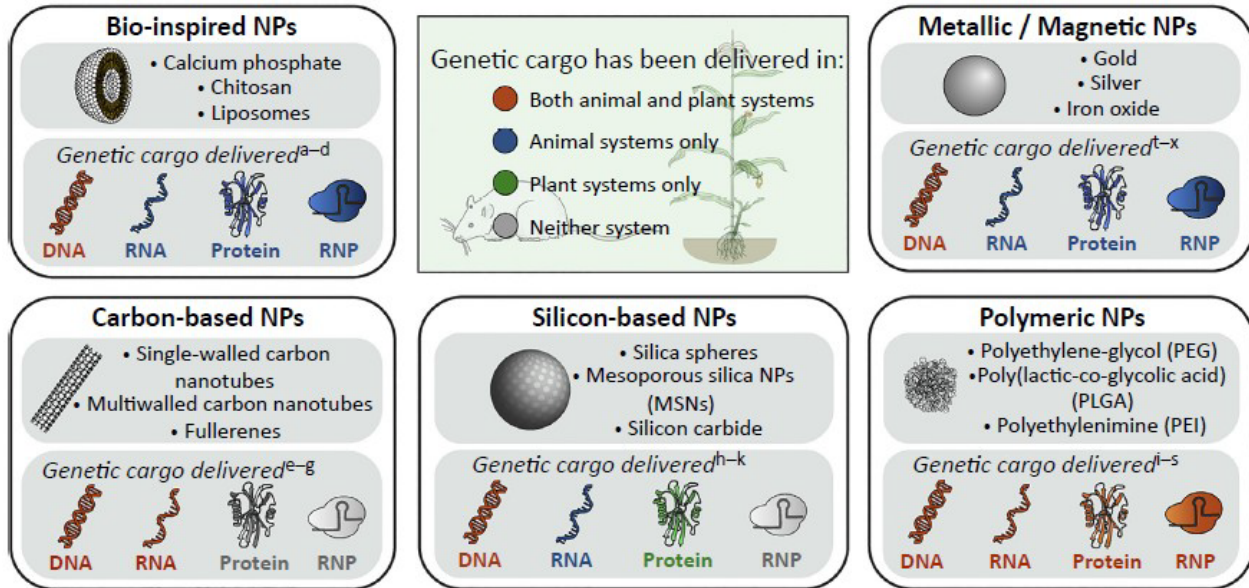 Bio-inspired NPs
• Calcium phosphate
• Chitosan
• Liposomes
Genetic cargo deliveredᵃ⁻ᵈ
DNA RNA Protein RNP
Genetic cargo has been delivered in:
Both animal and plant systems
Animal systems only
Plant systems only
Neither system
Metallic / Magnetic NPs
• Gold
• Silver
• Iron oxide
Genetic cargo deliveredᵗ⁻ˣ
DNA RNA Protein RNP
Carbon-based NPs
• Single-walled carbon
nanotubes
• Multiwalled carbon nanotubes
• Fullerenes
Genetic cargo deliveredᵉ⁻ᵍ
DNA RNA Protein RNP
Silicon-based NPs
• Silica spheres
• Mesoporous silica NPs
(MSNs)
• Silicon carbide
Genetic cargo deliveredʰ⁻ᵏ
DNA RNA Protein RNP
Polymeric NPs
• Polyethylene-glycol (PEG)
• Poly(lactic-co-glycolic acid)
(PLGA)
• Polyethylenimine (PEI)
Genetic cargo deliveredˡ⁻ˢ
DNA RNA Protein RNP